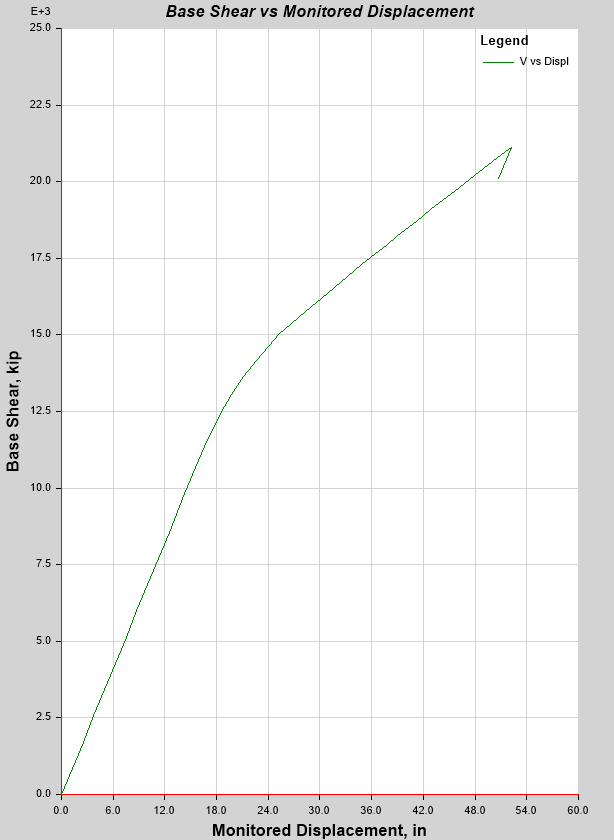 Base Shear vs Monitored Displacement
E+3
25.0
22.5
20.0
17.5
15.0
12.5
10.0
7.5
5.0
2.5
0.0
Base Shear, kip
Legend
V vs Displ
0.0 6.0 12.0 18.0 24.0 30.0 36.0 42.0 48.0 54.0 60.0
Monitored Displacement, in